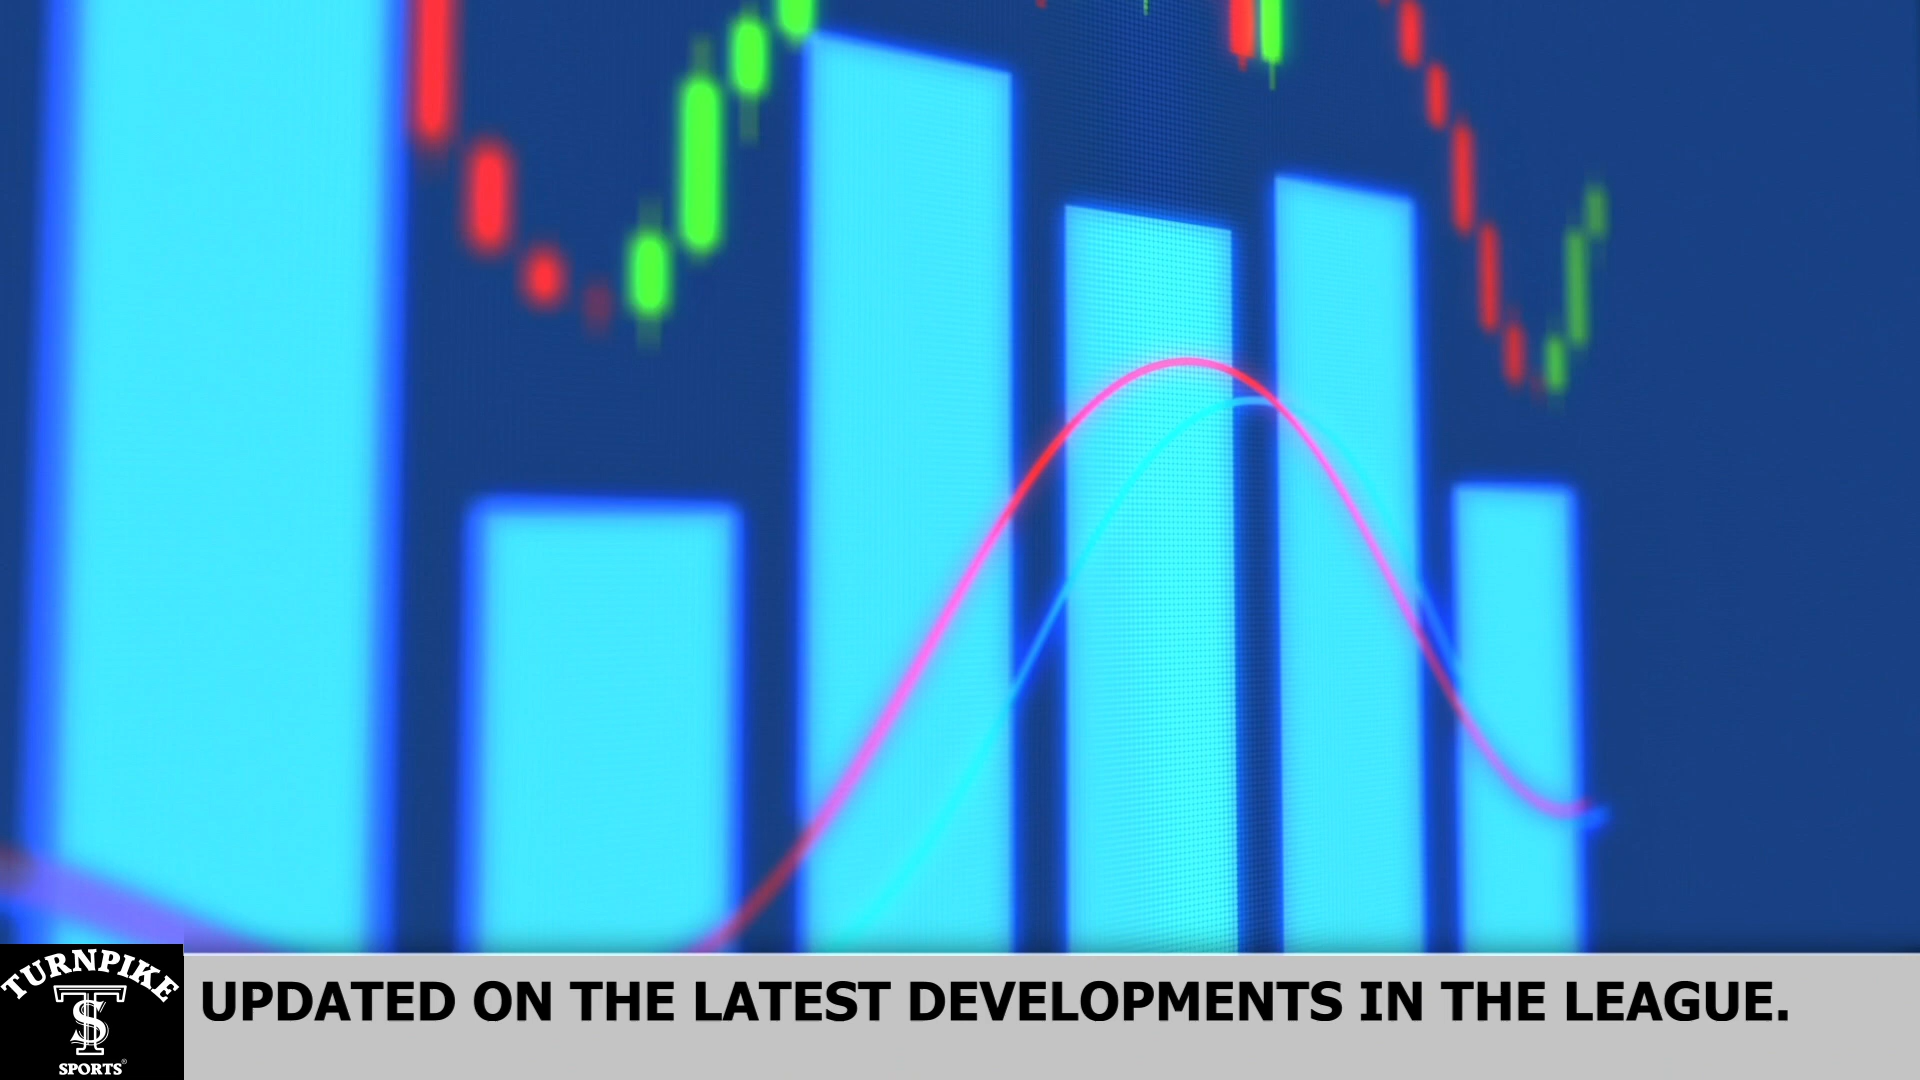 UPDATED ON THE LATEST DEVELOPMENTS IN THE LEAGUE.
TURNPIKE
TS
SPORTS®